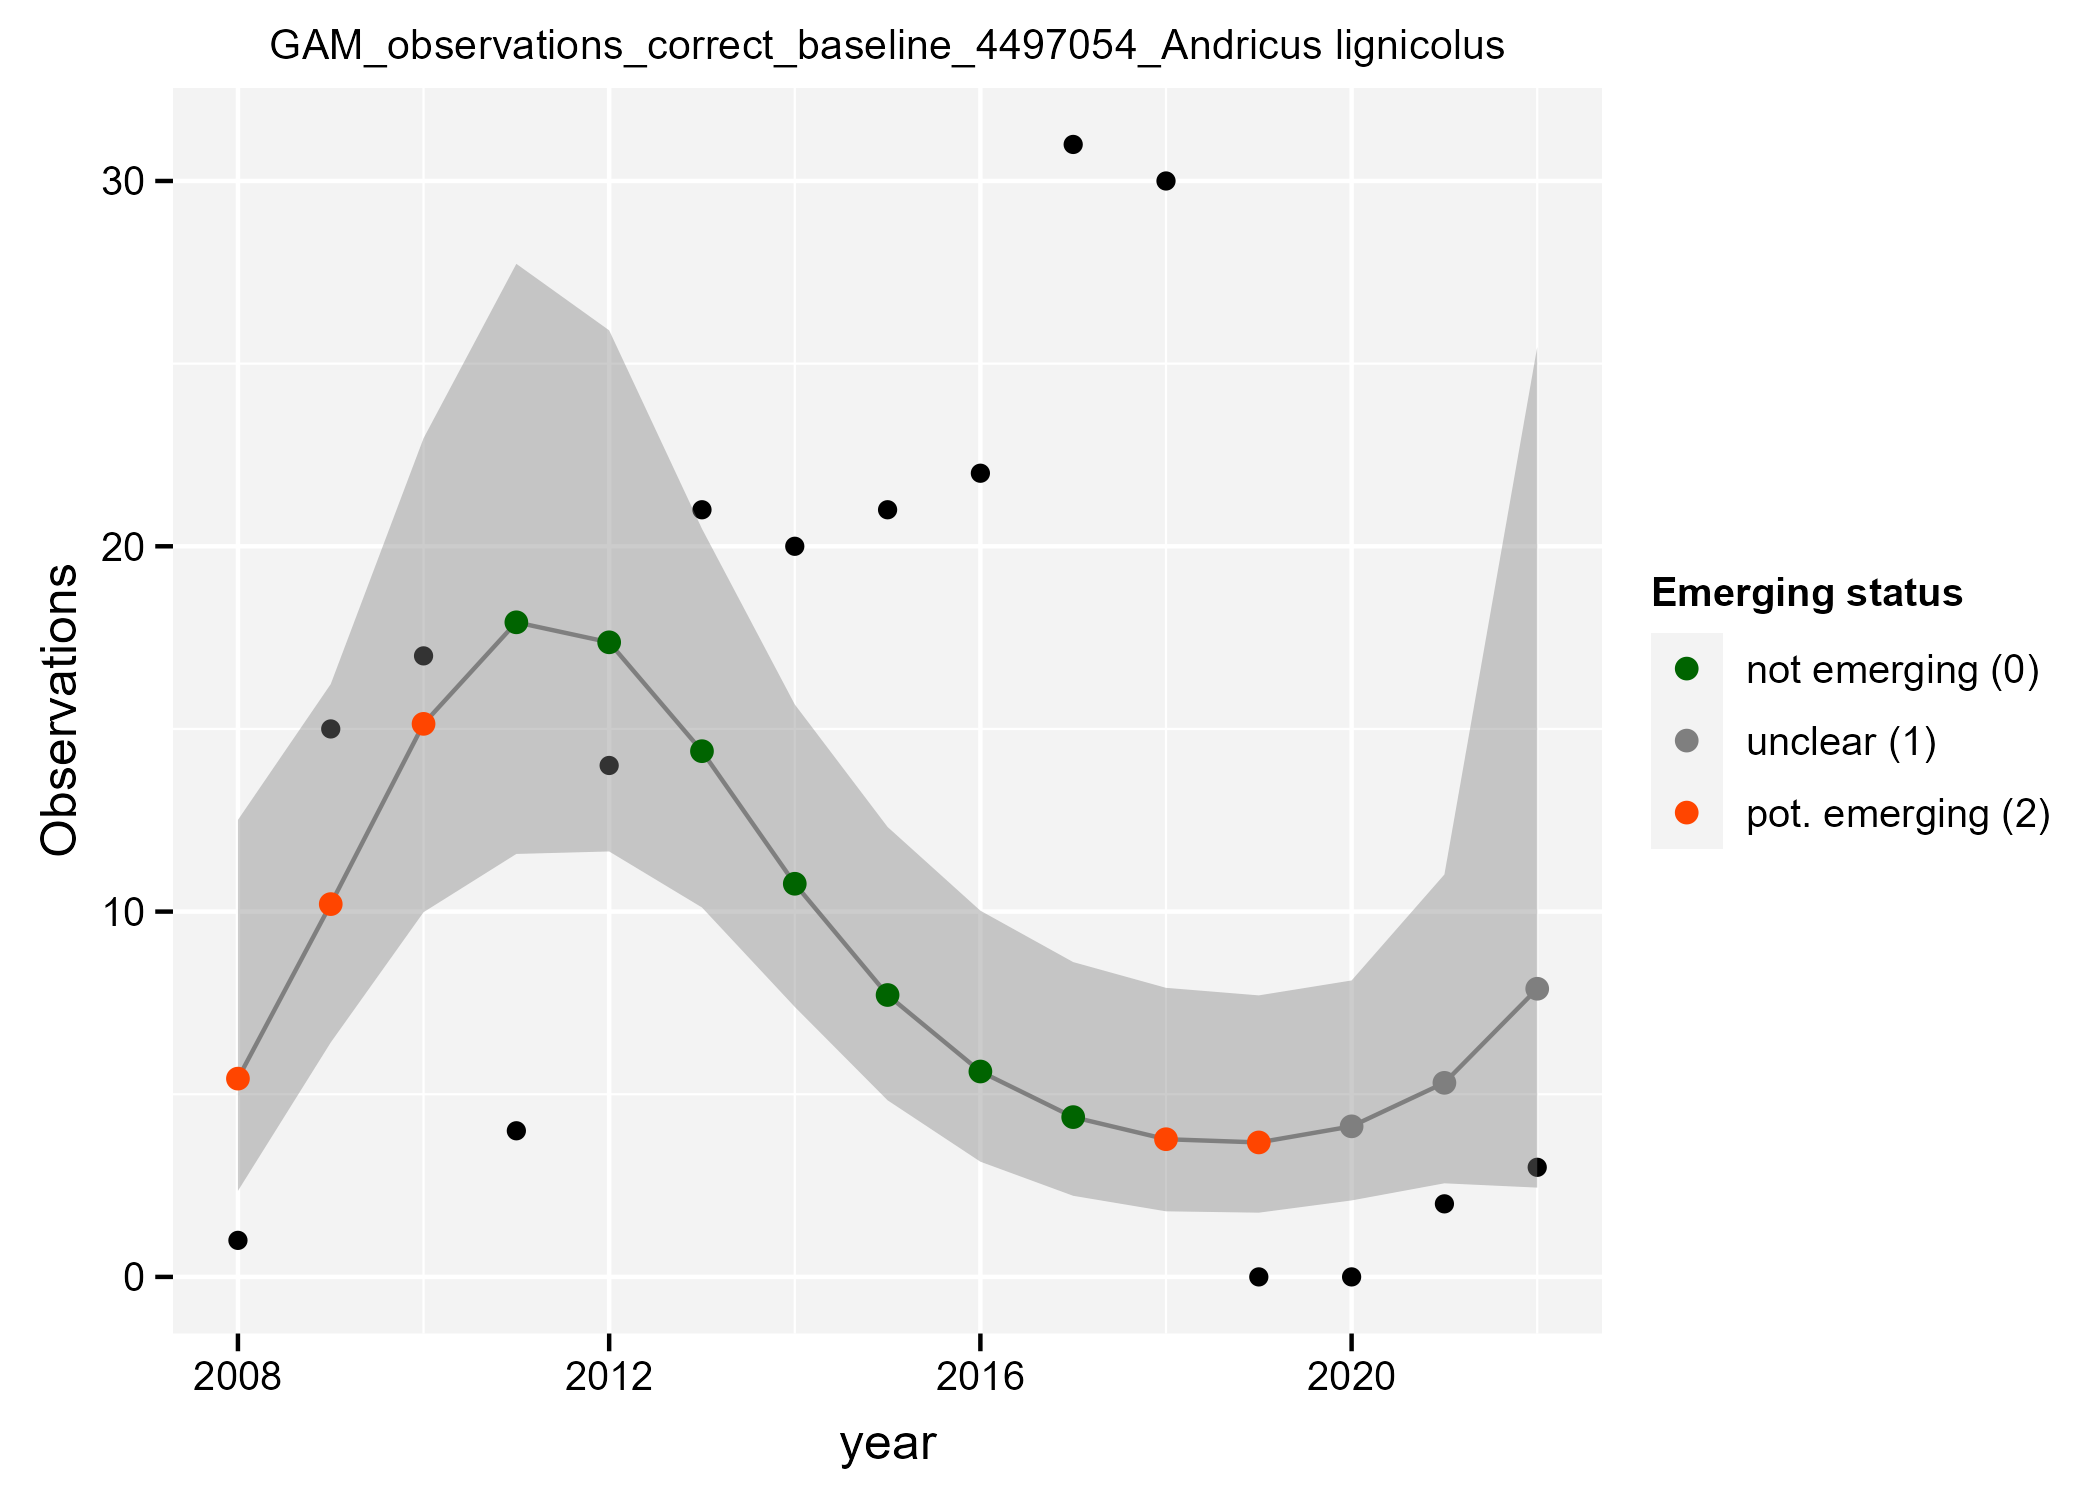 GAM_observations_correct_baseline_4497054_Andricus lignicolus
30
20
10
0
Observations
2008 2012 2016 2020
year
Emerging status
not emerging (0)
unclear (1)
pot. emerging (2)